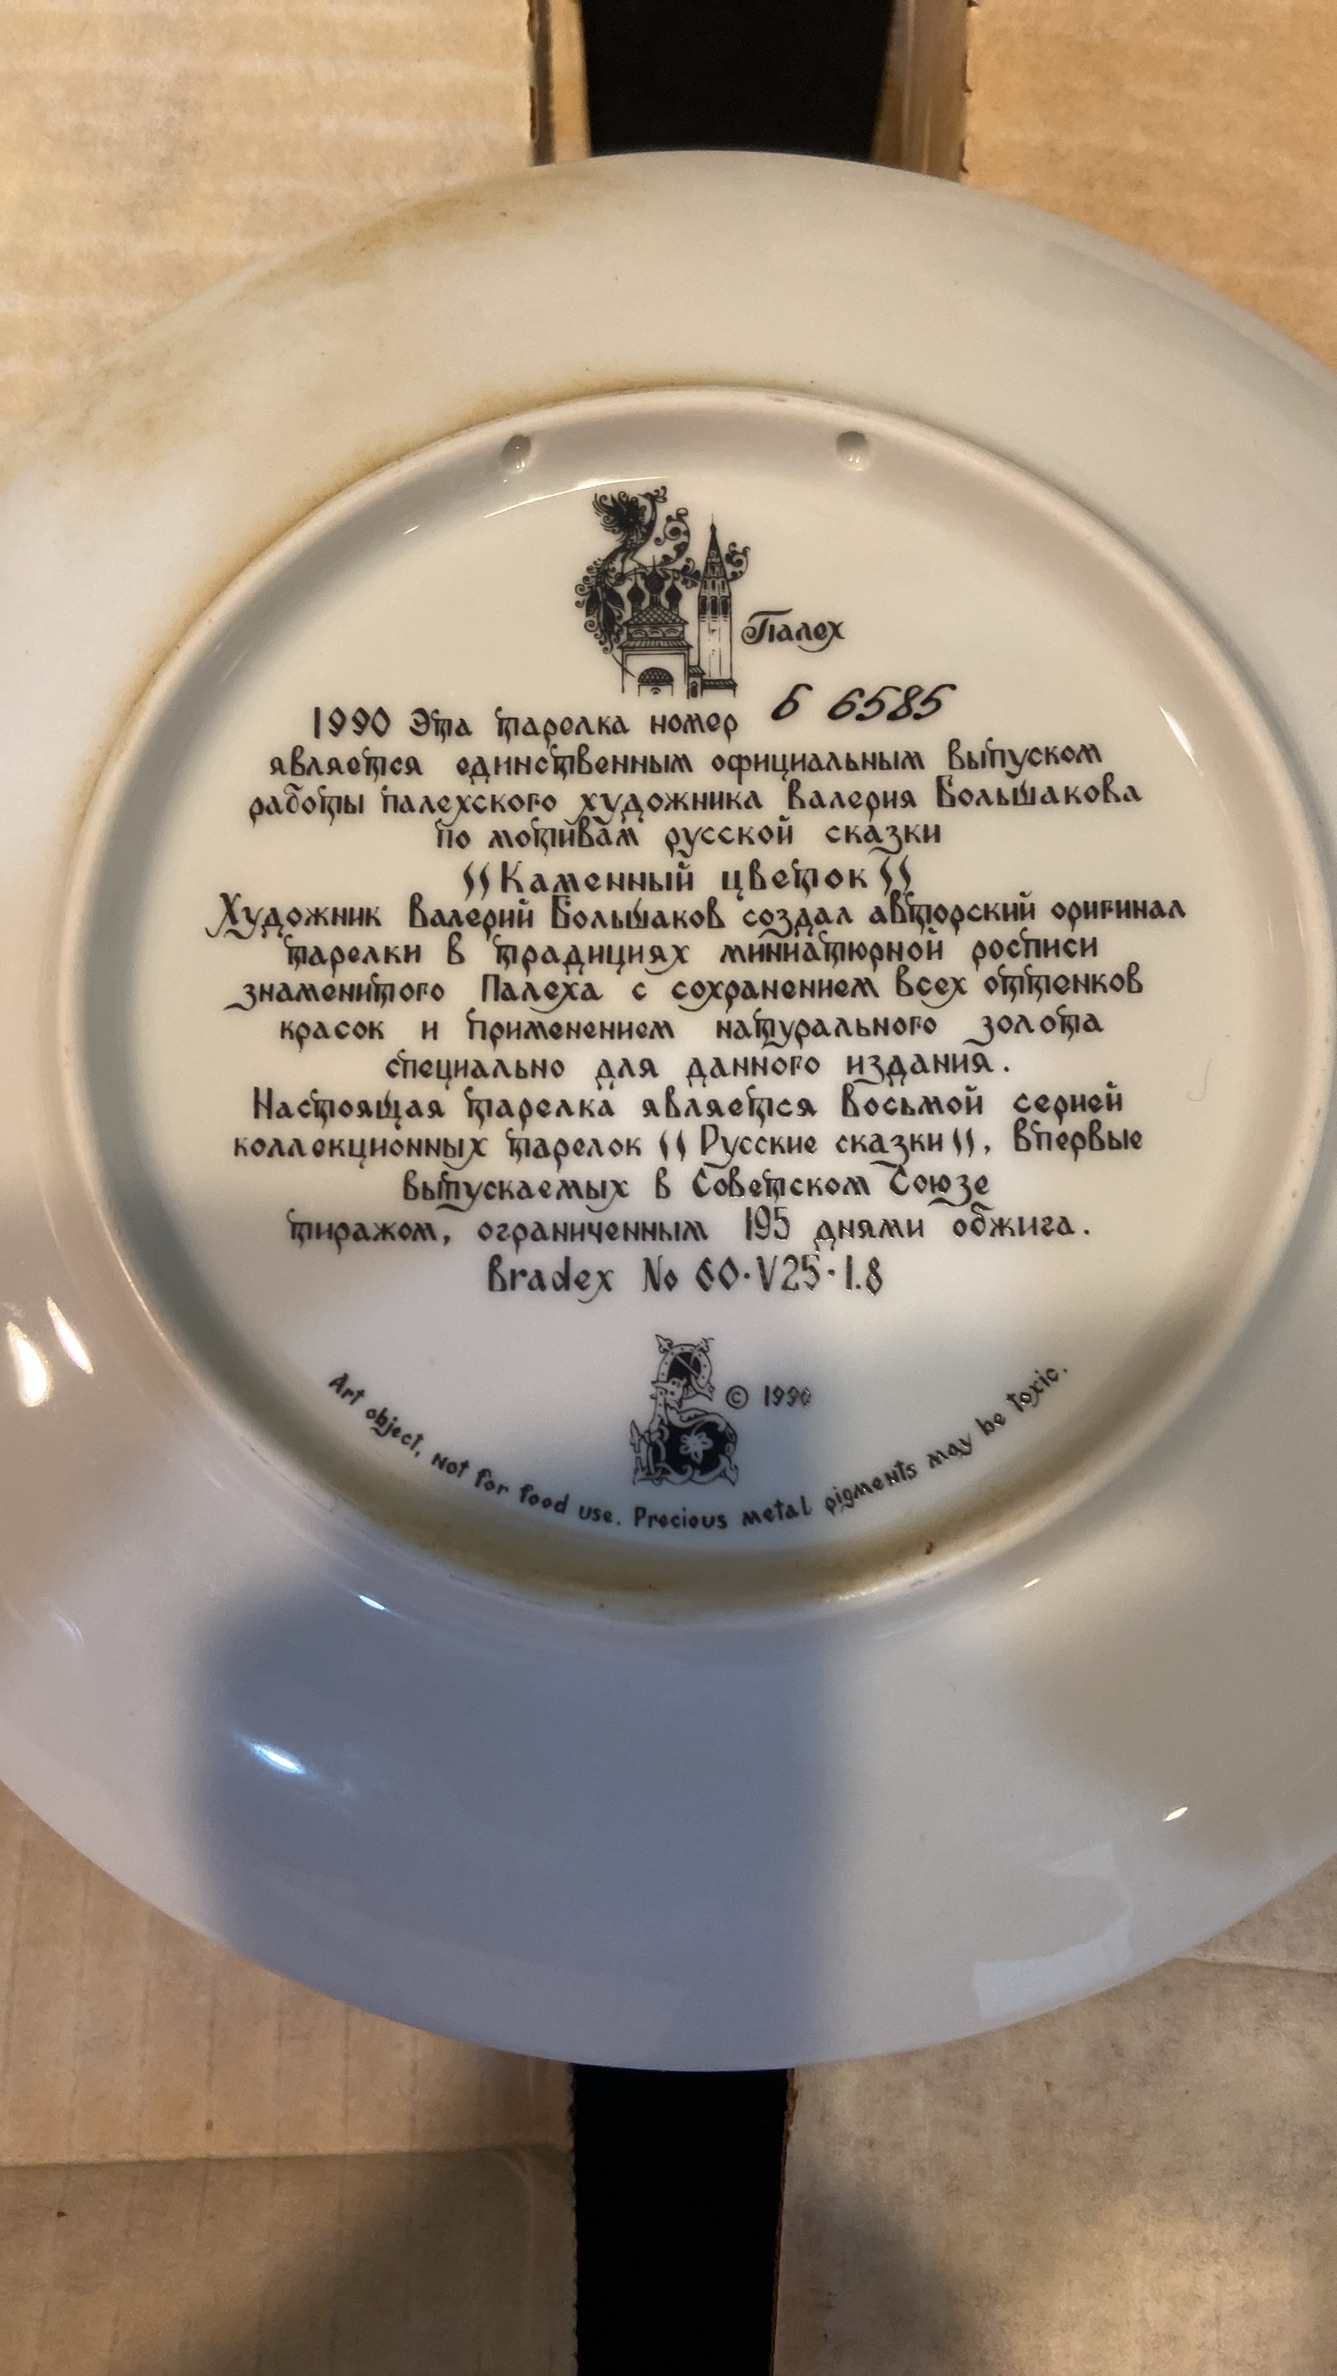 Палех
1990 Эта тарелка номер б 6585
является единственным официальным выпуском
работы палехского художника Валерия Большакова
по мотивам русской сказки
"Каменный цветок"
Художник Валерий Большаков создал авторский оригинал
тарелки в традициях миниатюрной росписи
знаменитого Палеха с сохранением всех оттенков
красок и применением натурального золота
специально для данного издания.
Настоящая тарелка является восьмой серией
коллекционных тарелок "Русские сказки", впервые
выпускаемых в Советском Союзе
тиражом, ограниченным 195 днями обжига.
Bradex No 60·V25·1.8
© 1990
Art object, not for food use. Precious metal pigments may be toxic.